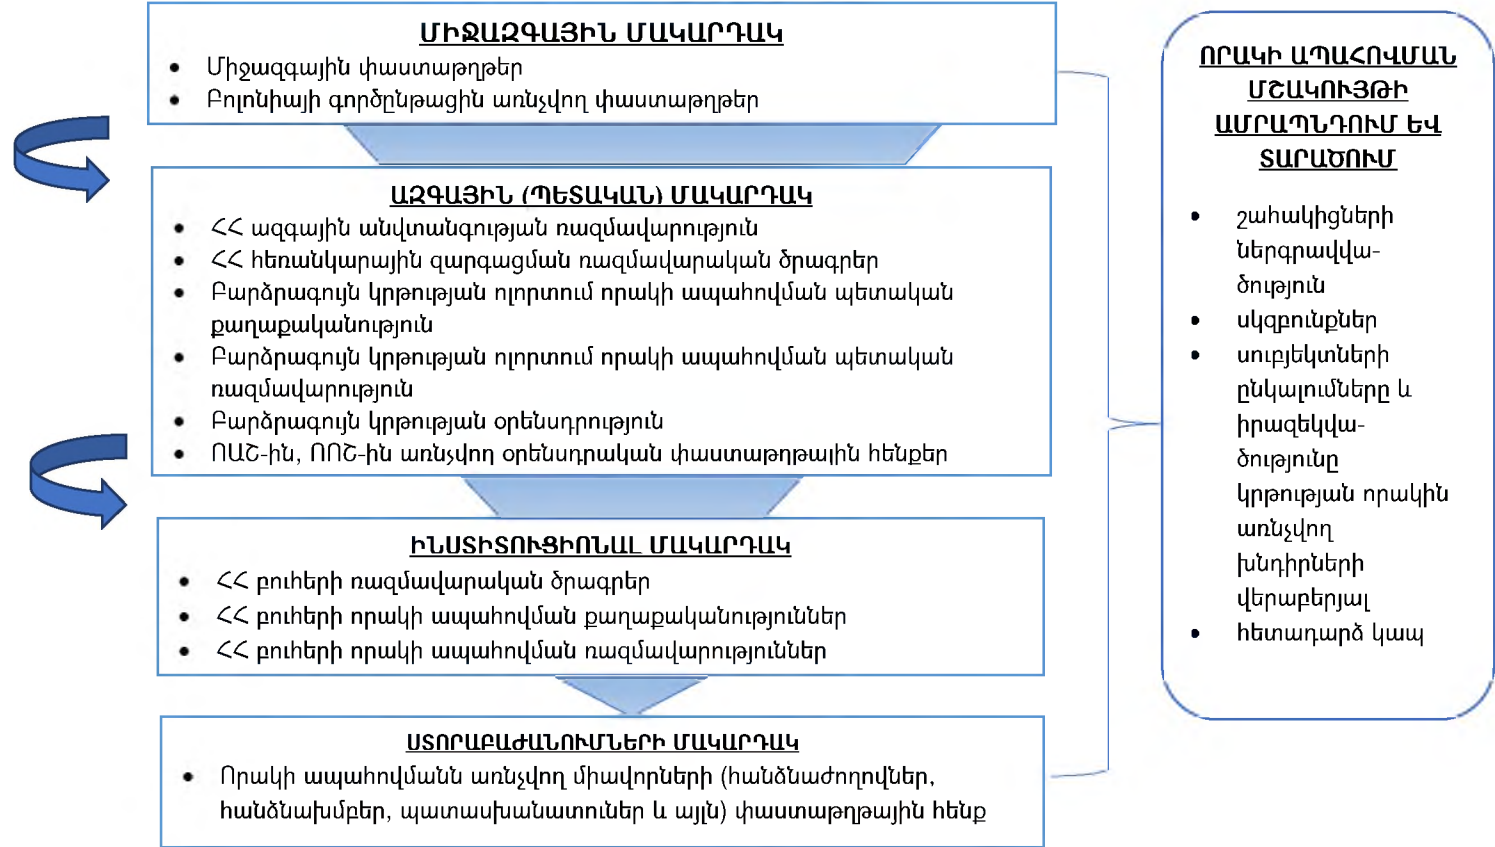 ՄԻՋԱԶԳԱՅԻՆ ՄԱԿԱՐԴԱԿ
• Միջազգային փաստաթղթեր
• Բոլոնիայի գործընթացին առնչվող փաստաթղթեր
ԱԶԳԱՅԻՆ (ՊԵՏԱԿԱՆ) ՄԱԿԱՐԴԱԿ
• ՀՀ ազգային անվտանգության ռազմավարություն
• ՀՀ հեռանկարային զարգացման ռազմավարական ծրագրեր
• Բարձրագույն կրթության ոլորտում որակի ապահովման պետական
քաղաքականություն
• Բարձրագույն կրթության ոլորտում որակի ապահովման պետական
ռազմավարություն
• Բարձրագույն կրթության օրենսդրություն
• ՈԱՇ-ին, ՈՈՇ-ին առնչվող օրենսդրական փաստաթղթային հենքեր
ԻՆՍՏԻՏՈՒՑԻՈՆԱԼ ՄԱԿԱՐԴԱԿ
• ՀՀ բուհերի ռազմավարական ծրագրեր
• ՀՀ բուհերի որակի ապահովման քաղաքականություններ
• ՀՀ բուհերի որակի ապահովման ռազմավարություններ
ՍՏՈՐԱԲԱԺԱՆՈՒՄՆԵՐԻ ՄԱԿԱՐԴԱԿ
• Որակի ապահովմանն առնչվող միավորների (հանձնաժողովներ,
հանձնախմբեր, պատասխանատուներ և այլն) փաստաթղթային հենք
ՈՐԱԿԻ ԱՊԱՀՈՎՄԱՆ
ՄՇԱԿՈՒՅԹԻ
ԱՄՐԱՊՆԴՈՒՄ ԵՎ
ՏԱՐԱԾՈՒՄ
• շահակիցների
ներգրավվա-
ծություն
• սկզբունքներ
• սուբյեկտների
ընկալումները և
իրազեկվա-
ծությունը
կրթության որակին
առնչվող
խնդիրների
վերաբերյալ
• հետադարձ կապ